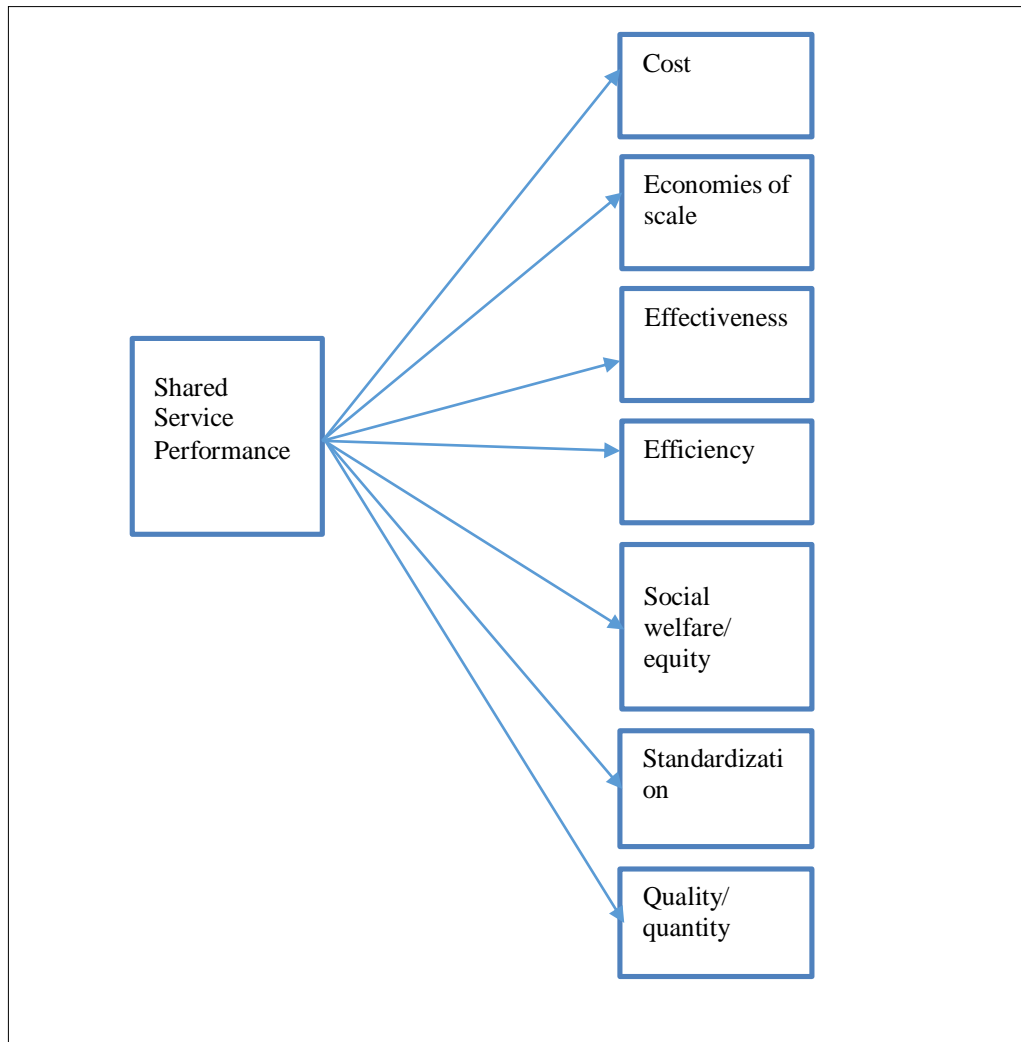 Cost
Economies of
scale
Effectiveness
Shared
Service
Performance
Efficiency
Social
welfare/
equity
Standardizati
on
Quality/
quantity